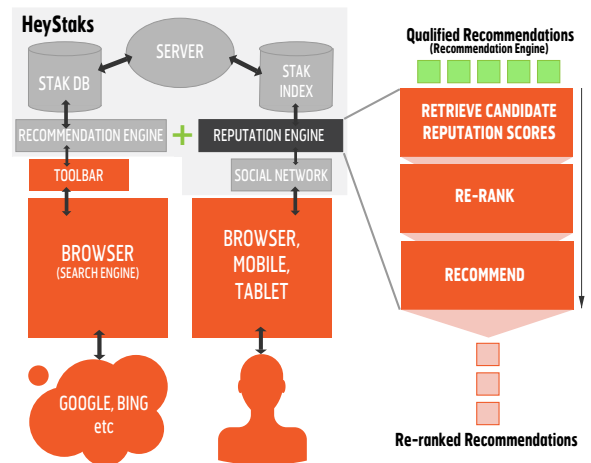 HeyStaks
SERVER
STAK DB
STAK
INDEX
RECOMMENDATION ENGINE
+
REPUTATION ENGINE
TOOLBAR
SOCIAL NETWORK
BROWSER
(SEARCH ENGINE)
BROWSER,
MOBILE,
TABLET
GOOGLE, BING
etc
Qualified Recommendations
(Recommendation Engine)
RETRIEVE CANDIDATE
REPUTATION SCORES
RE-RANK
RECOMMEND
Re-ranked Recommendations